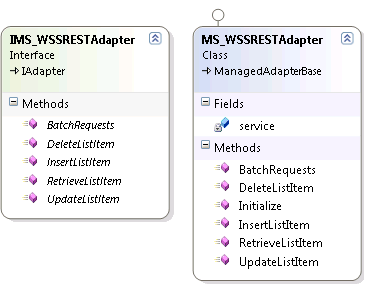 IMS_WSSRESTAdapter
Interface
IAdapter
Methods
BatchRequests
DeleteListItem
InsertListItem
RetrieveListItem
UpdateListItem
MS_WSSRESTAdapter
Class
ManagedAdapterBase
Fields
service
Methods
BatchRequests
DeleteListItem
Initialize
InsertListItem
RetrieveListItem
UpdateListItem